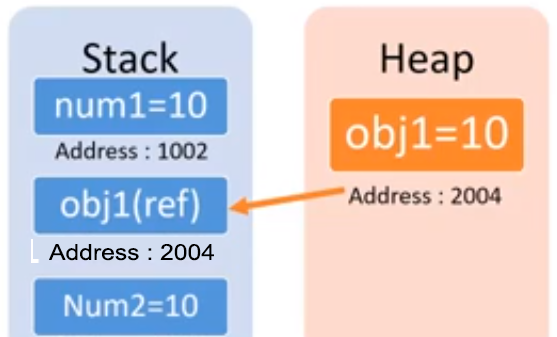 Stack
num1=10
Address : 1002
obj1(ref)
Address : 2004
Num2=10
Heap
obj1=10
Address : 2004